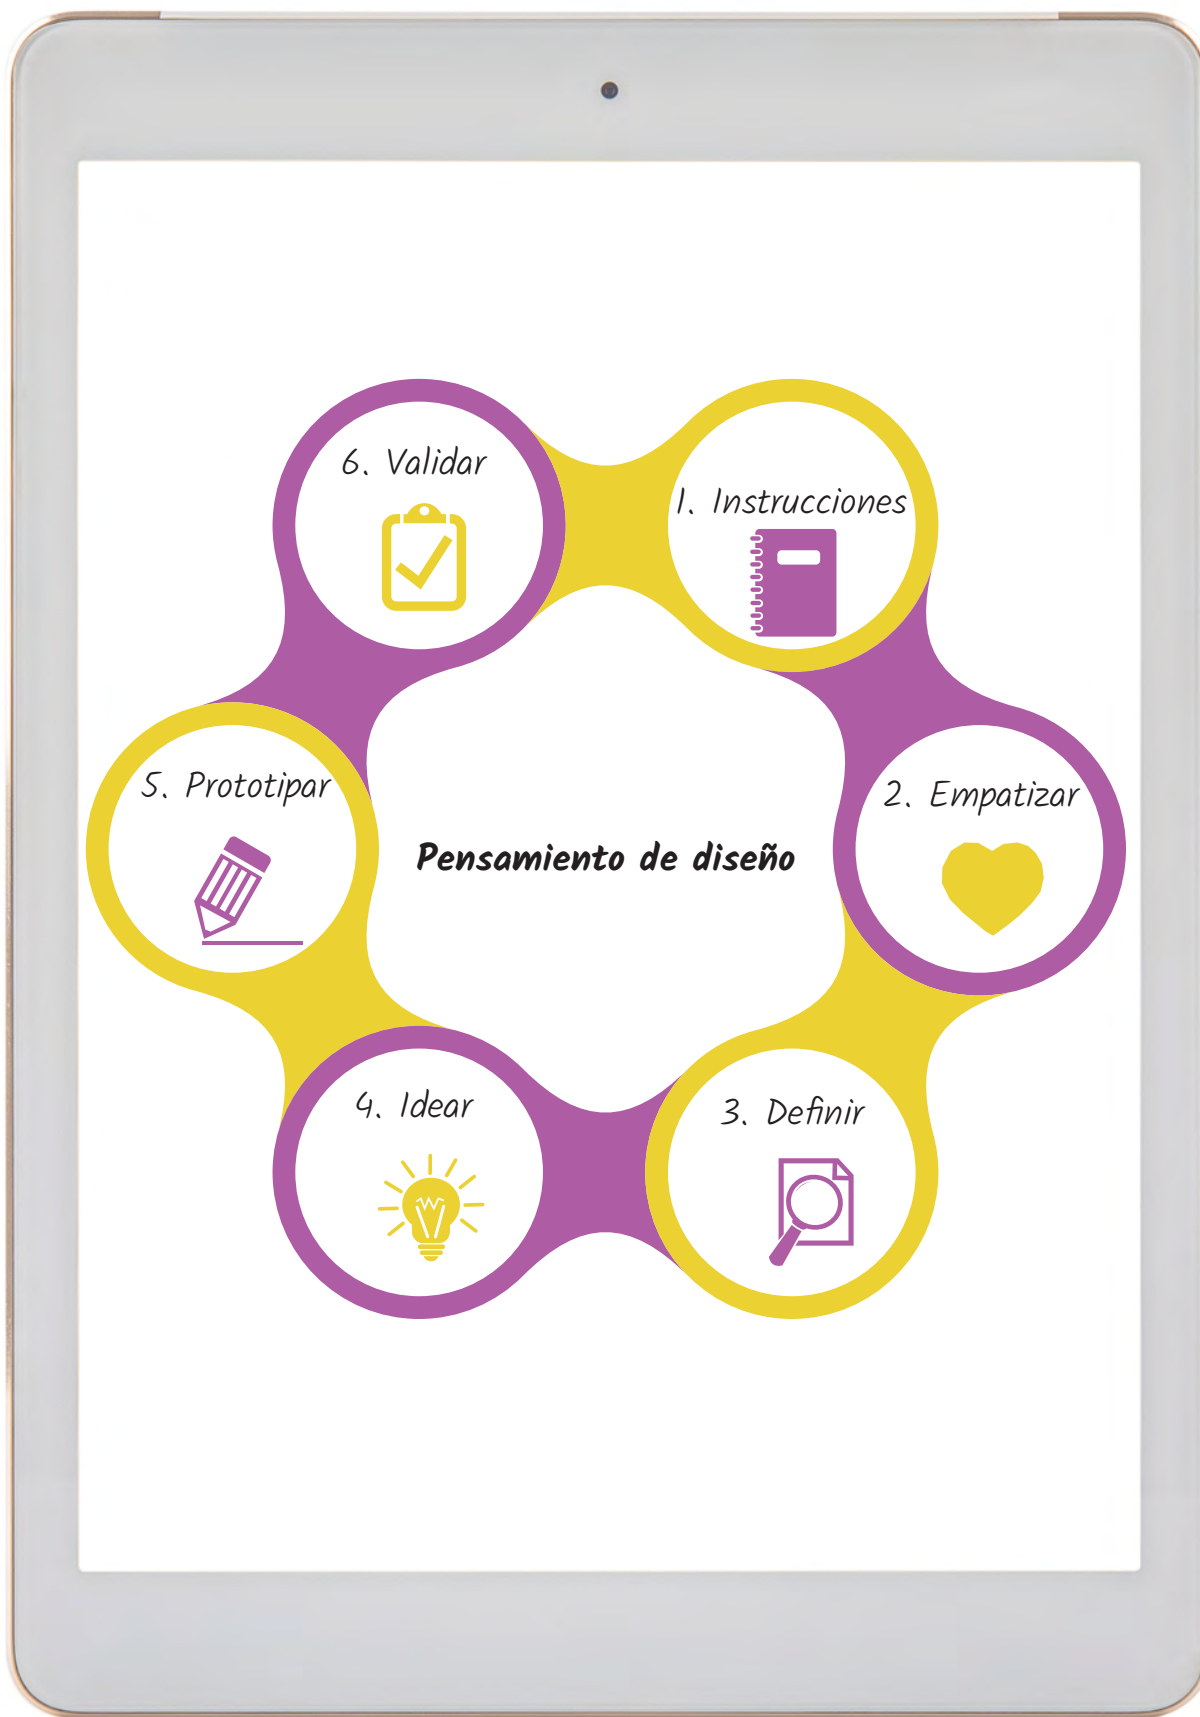 1. Instrucciones
2. Empatizar
3. Definir
4. Idear
5. Prototipar
6. Validar
Pensamiento de diseño